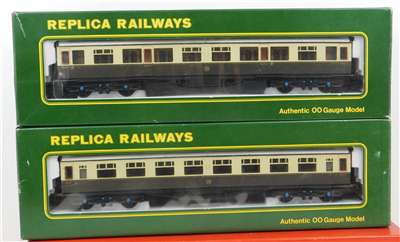 REPLICA RAILWAYS
Authentic OO Gauge Model
REPLICA RAILWAYS
Authentic OO Gauge Model